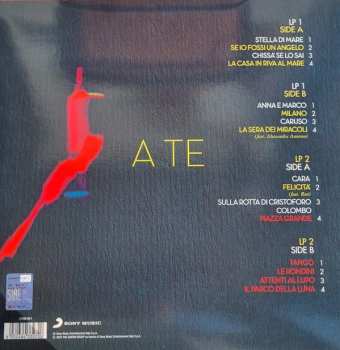 LP 1
SIDE A
STELLA DI MARE 1
SE IO FOSSI UN ANGELO 2
CHISSÀ SE LO SAI 3
LA CASA IN RIVA AL MARE 4
LP 1
SIDE B
ANNA E MARCO 1
MILANO 2
CARUSO 3
LA SERA DEI MIRACOLI 4
(feat. Alessandra Amoroso)
A TE
LP 2
SIDE A
CARA 1
FELICITÀ 2
SULLA ROTTA DI CRISTOFORO 3
COLOMBO
PIAZZA GRANDE 4
LP 2
SIDE B
TANGO 1
LE RONDINI 2
ATTENTI AL LUPO 3
IL PARCO DELLA LUNA 4
SIAE
SONY MUSIC